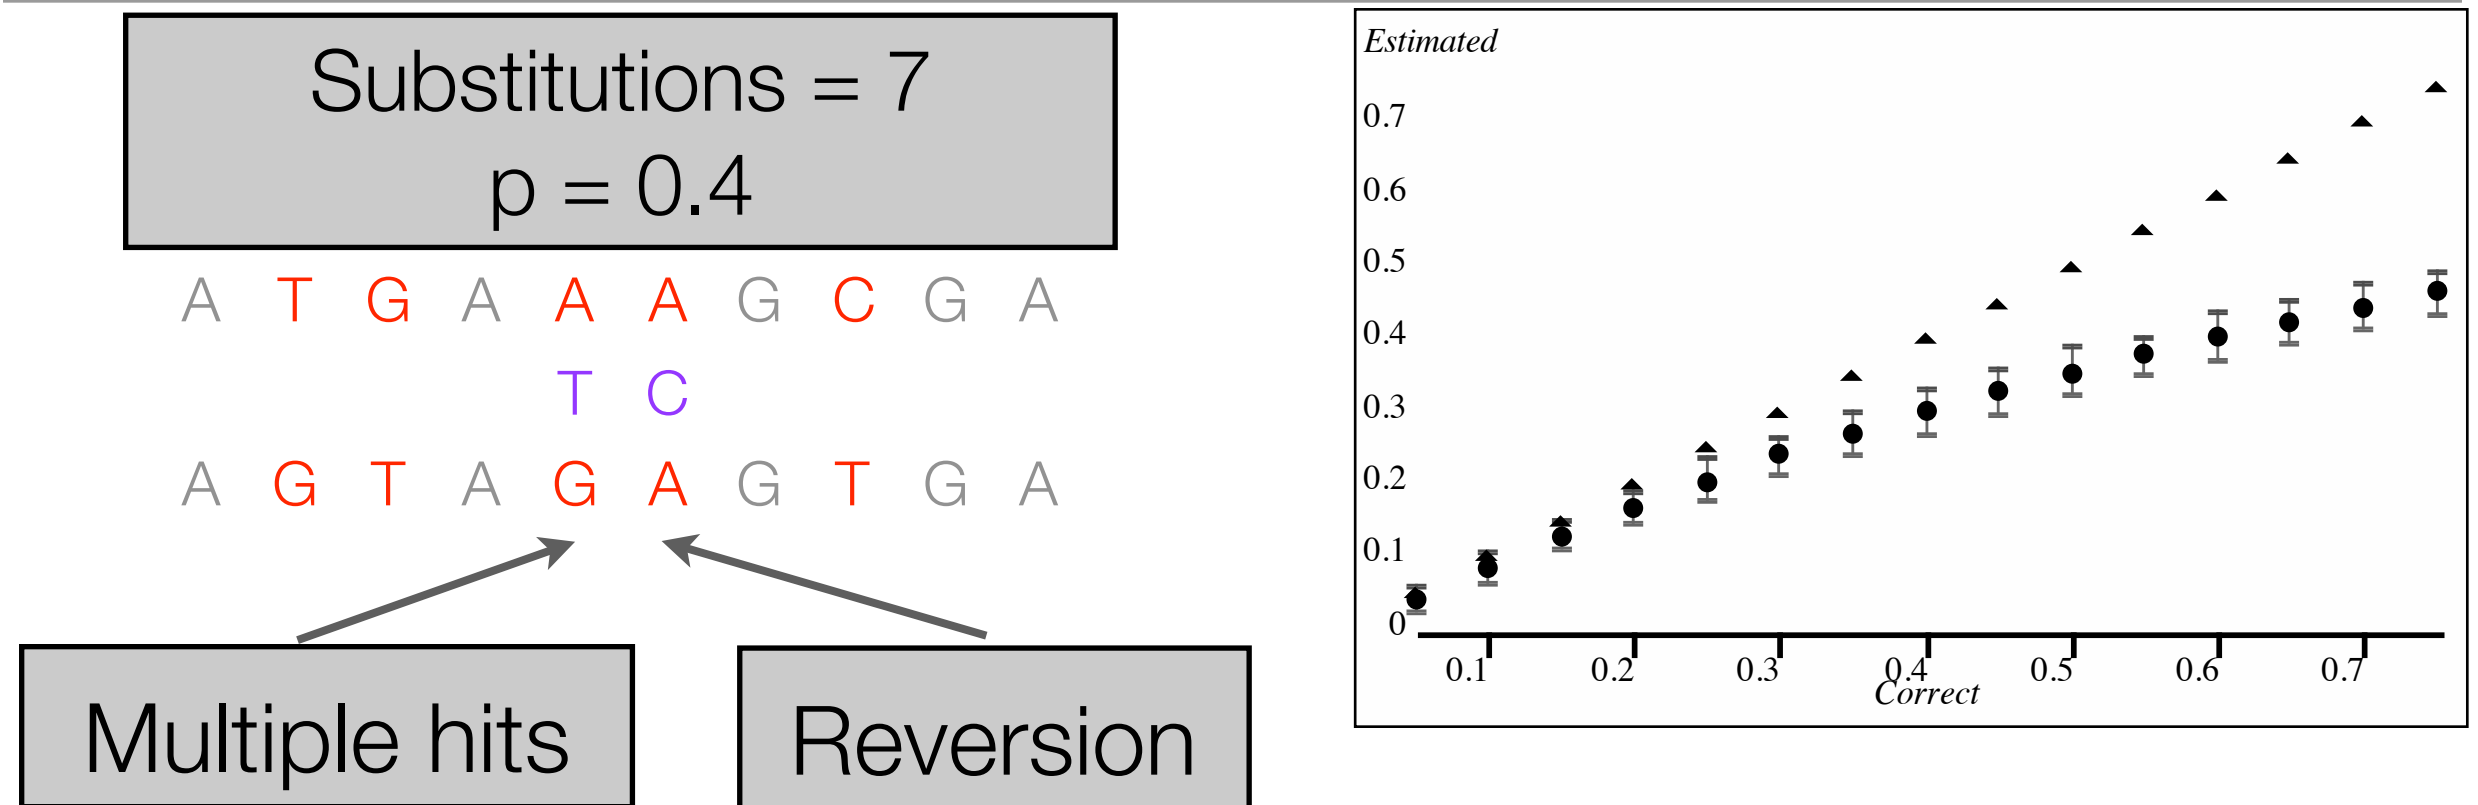 Substitutions = 7
p = 0.4
A T G A A A G C G A
T C
A G T A G A G T G A
Multiple hits
Reversion
Estimated
0.7
0.6
0.5
0.4
0.3
0.2
0.1
0
0.1 0.2 0.3 0.4 0.5 0.6 0.7
Correct